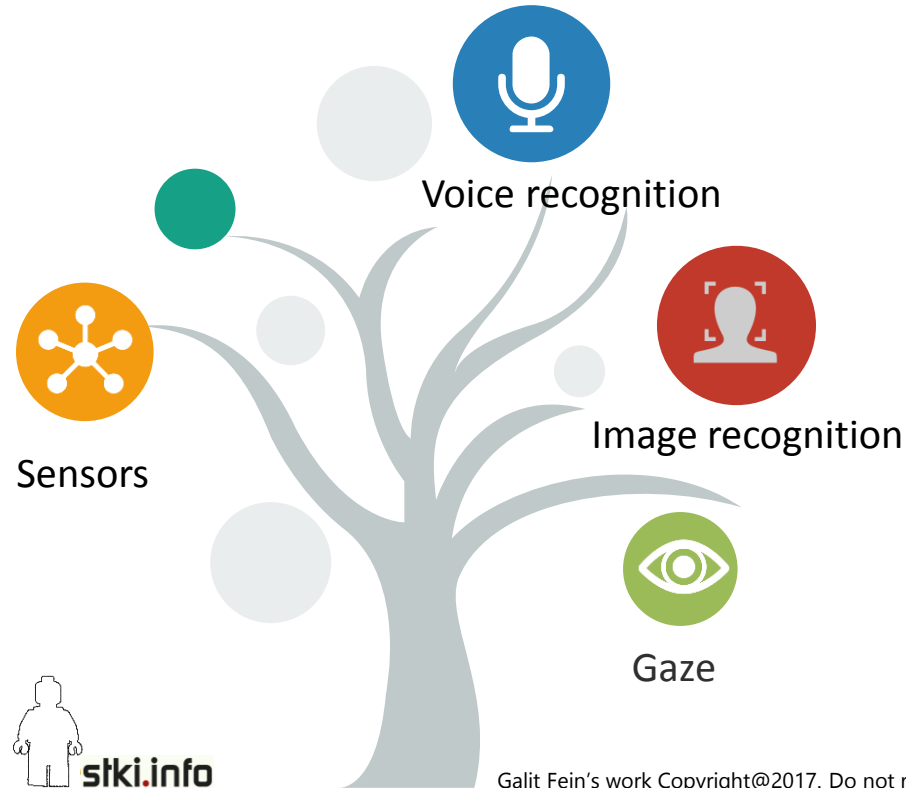 Voice recognition
Image recognition
Sensors
Gaze
stki.info
Galit Fein's work Copyright@2017. Do not